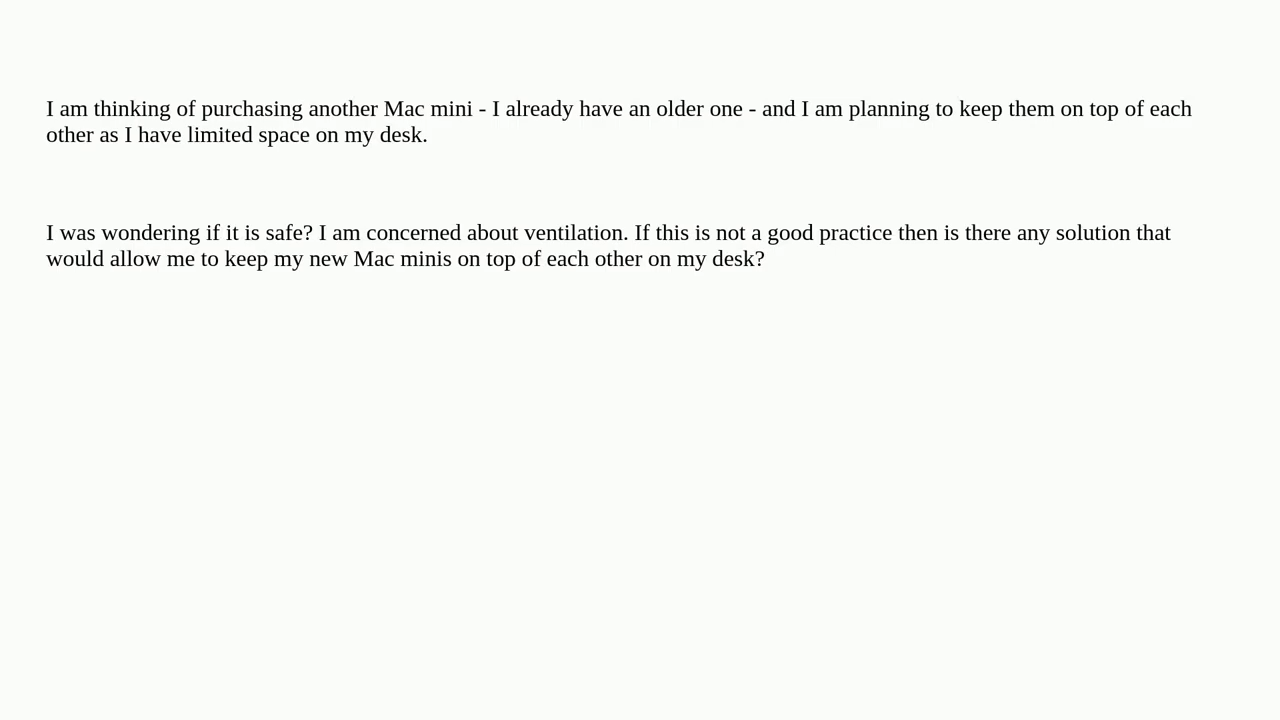 I am thinking of purchasing another Mac mini - I already have an older one - and I am planning to keep them on top of each
other as I have limited space on my desk.
I was wondering if it is safe? I am concerned about ventilation. If this is not a good practice then is there any solution that
would allow me to keep my new Mac minis on top of each other on my desk?